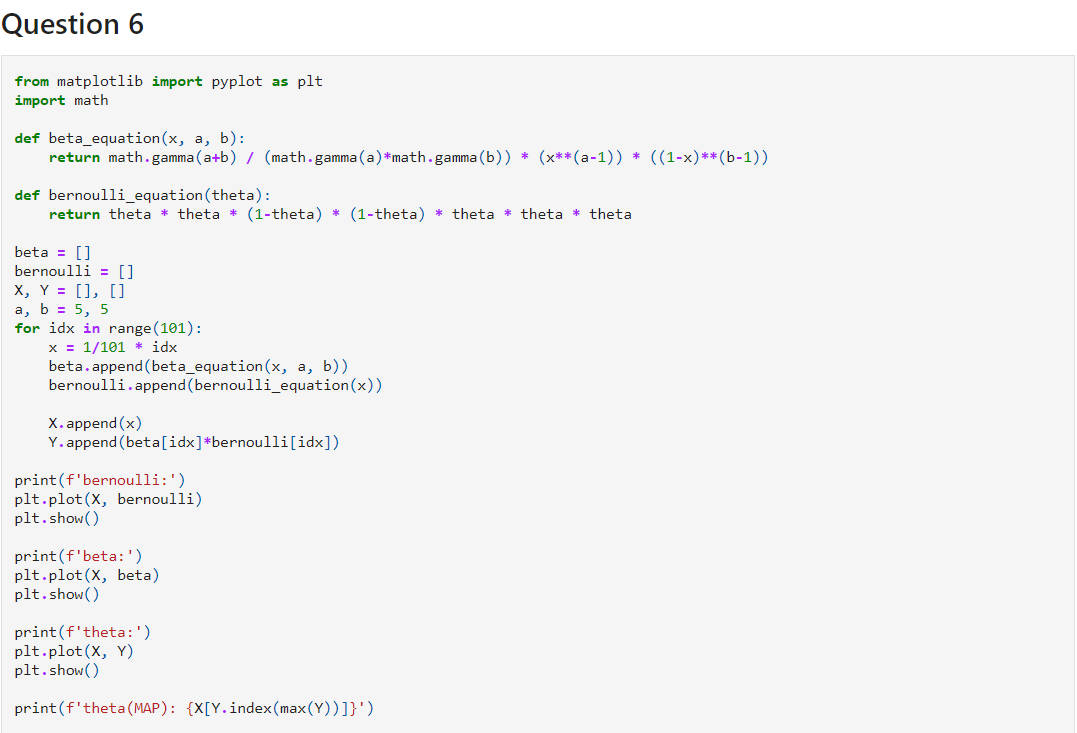 Question 6
from matplotlib import pyplot as plt
import math
def beta_equation(x, a, b):
    return math.gamma(a+b) / (math.gamma(a)*math.gamma(b)) * (x**(a-1)) * ((1-x)**(b-1))
def bernoulli_equation(theta):
    return theta * theta * (1-theta) * (1-theta) * theta * theta * theta
beta = []
bernoulli = []
X, Y = [], []
a, b = 5, 5
for idx in range(101):
    x = 1/101 * idx
    beta.append(beta_equation(x, a, b))
    bernoulli.append(bernoulli_equation(x))
    X.append(x)
    Y.append(beta[idx]*bernoulli[idx])
print(f'bernoulli:')
plt.plot(X, bernoulli)
plt.show()
print(f'beta:')
plt.plot(X, beta)
plt.show()
print(f'theta:')
plt.plot(X, Y)
plt.show()
print(f'theta(MAP): {X[Y.index(max(Y))]}')